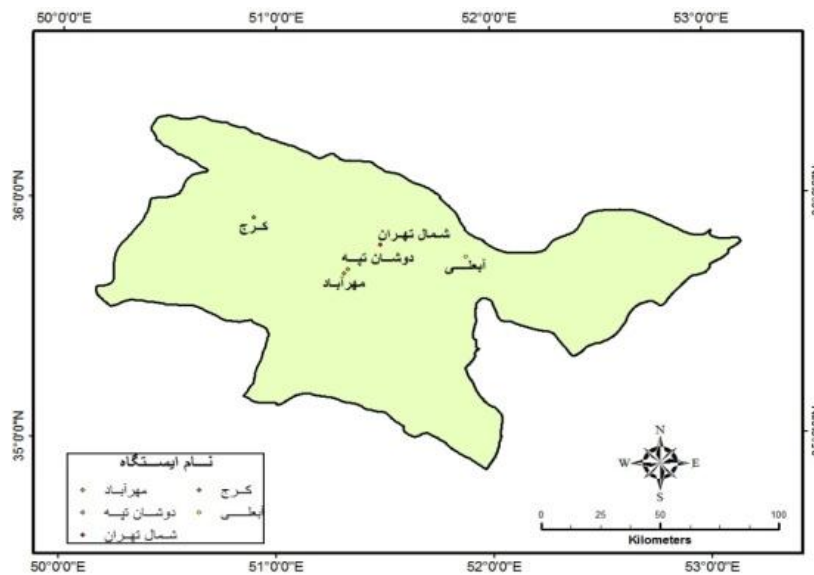 50°0'0"E 51°0'0"E 52°0'0"E 53°0'0"E
36°0'0"N
کرج
شمال تهران
دوشان تپه
آبعلی
مهرآباد
35°0'0"N
نام ایستگاه
مهرآباد
کرج
دوشان تپه
آبعلی
شمال تهران
N
W E
S
0 25 50 100
Kilometers
50°0'0"E 51°0'0"E 52°0'0"E 53°0'0"E